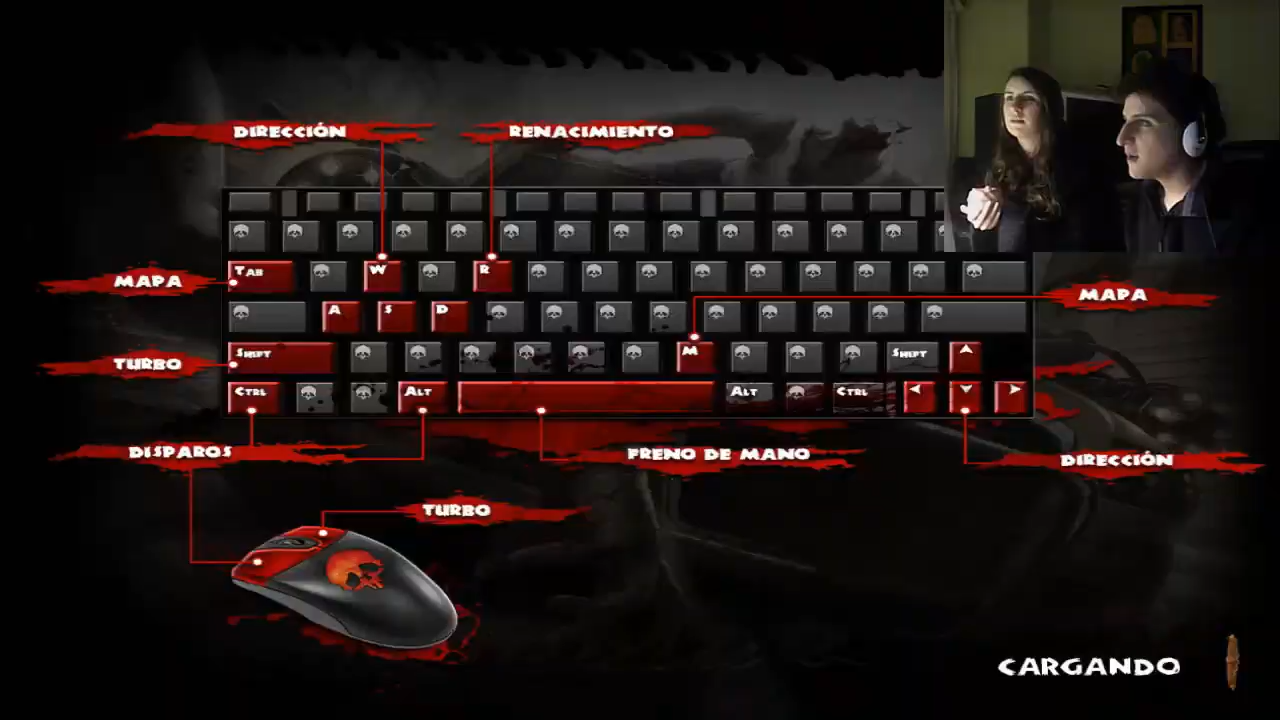 DIRECCIÓN
RENACIMIENTO
TAB
W
R
MAPA
MAPA
A
S
D
TURBO
SHIFT
M
SHIFT
CTRL
ALT
ALT
CTRL
DISPAROS
FRENO DE MANO
DIRECCIÓN
TURBO
CARGANDO